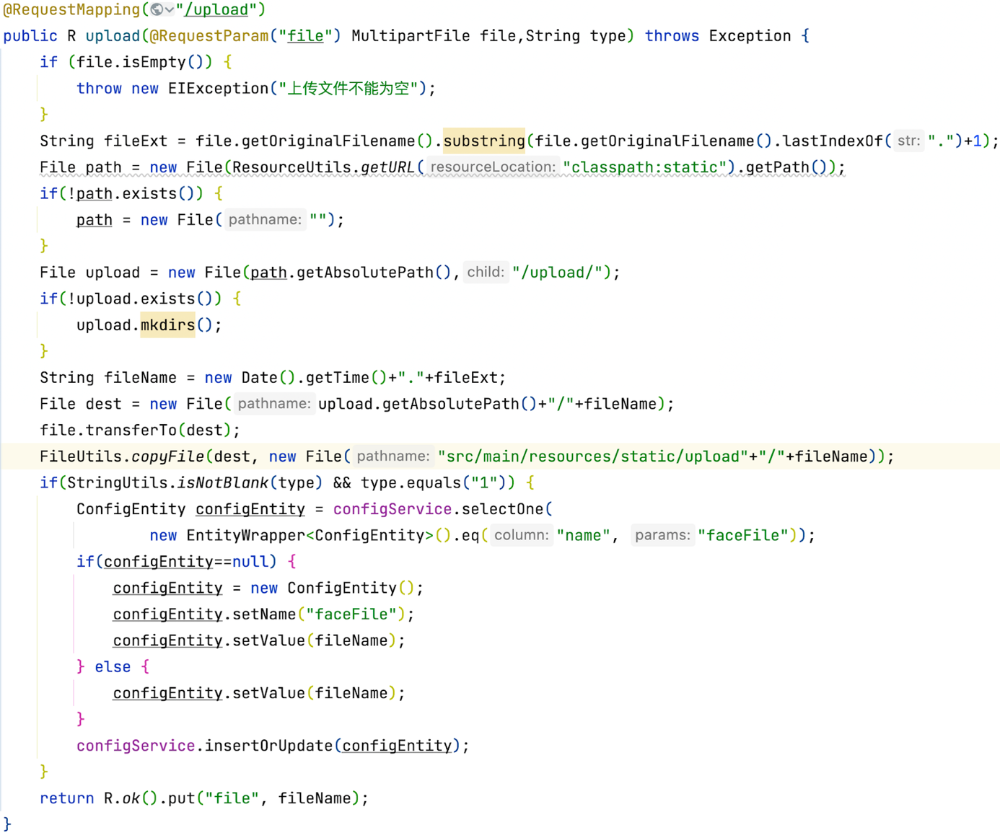 @RequestMapping("/upload")
public R upload(@RequestParam("file") MultipartFile file,String type) throws Exception {
    if (file.isEmpty()) {
        throw new EIException("上传文件不能为空");
    }
    String fileExt = file.getOriginalFilename().substring(file.getOriginalFilename().lastIndexOf( str: ".")+1);
    File path = new File(ResourceUtils.getURL( resourceLocation: "classpath:static").getPath());
    if(!path.exists()) {
        path = new File( pathname: "");
    }
    File upload = new File(path.getAbsolutePath(), child: "/upload/");
    if(!upload.exists()) {
        upload.mkdirs();
    }
    String fileName = new Date().getTime()+"."+fileExt;
    File dest = new File( pathname: upload.getAbsolutePath()+"/"+fileName);
    file.transferTo(dest);
    FileUtils.copyFile(dest, new File( pathname: "src/main/resources/static/upload"+"/"+fileName));
    if(StringUtils.isNotBlank(type) && type.equals("1")) {
        ConfigEntity configEntity = configService.selectOne(
                new EntityWrapper<ConfigEntity>().eq( column: "name",  params: "faceFile"));
        if(configEntity==null) {
            configEntity = new ConfigEntity();
            configEntity.setName("faceFile");
            configEntity.setValue(fileName);
        } else {
            configEntity.setValue(fileName);
        }
        configService.insertOrUpdate(configEntity);
    }
    return R.ok().put("file", fileName);
}